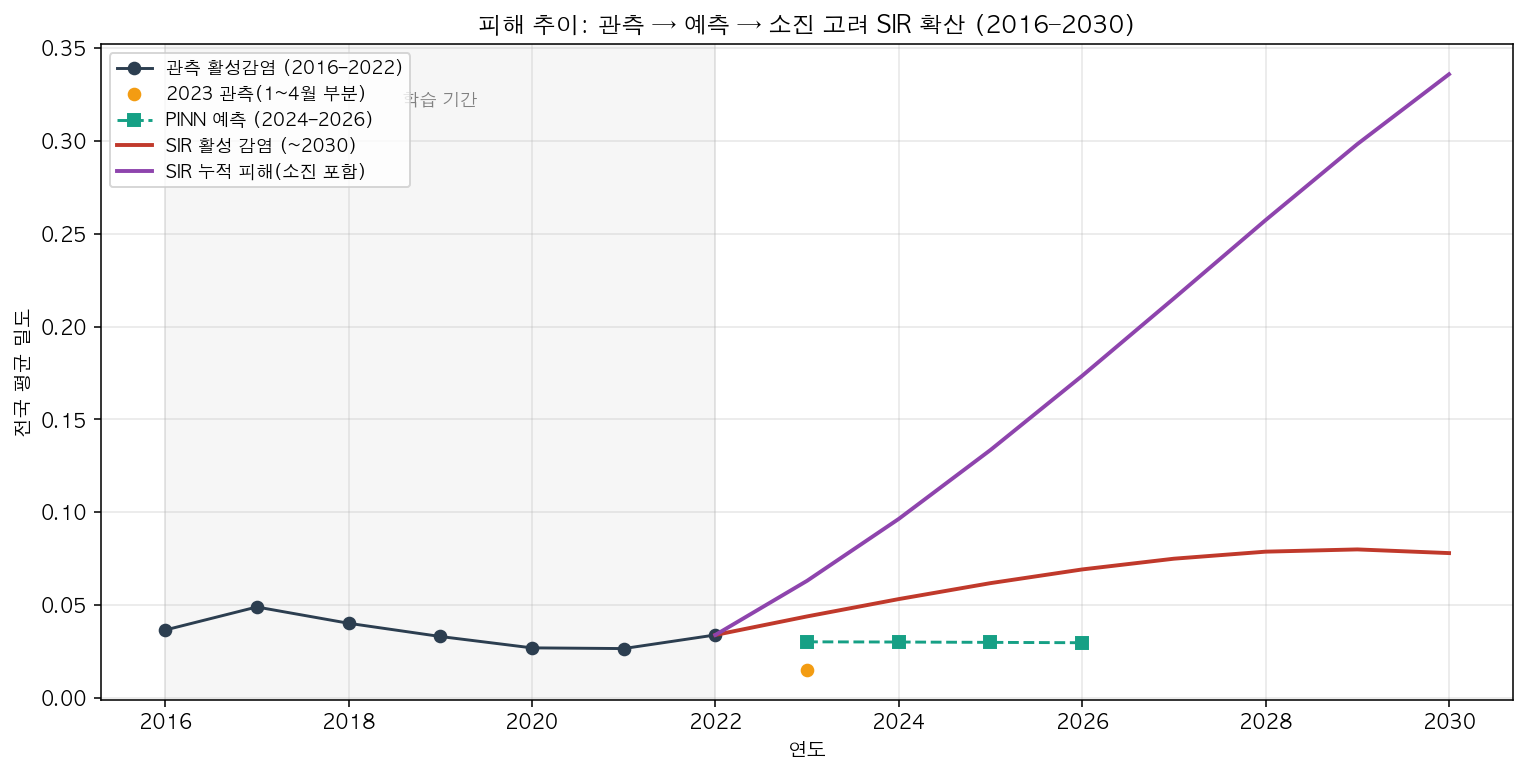 피해 추이: 관측 → 예측 → 소진 고려 SIR 확산 (2016–2030)
관측 활성감염 (2016–2022)
2023 관측(1~4월 부분)
PINN 예측 (2024–2026)
SIR 활성 감염 (~2030)
SIR 누적 피해(소진 포함)
학습 기간
전국 평균 밀도
0.35
0.30
0.25
0.20
0.15
0.10
0.05
0.00
2016 2018 2020 2022 2024 2026 2028 2030
연도